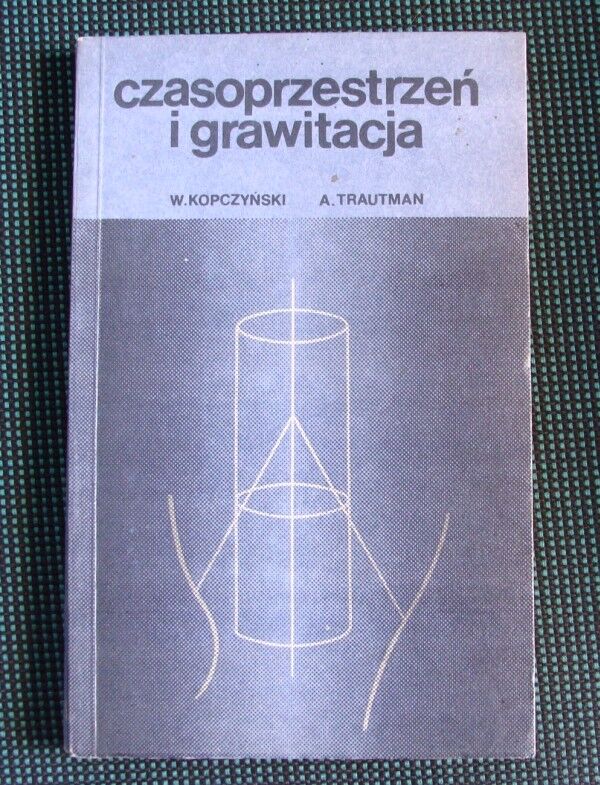 czasoprzestrzeń
i grawitacja
W. KOPCZYŃSKI A. TRAUTMAN